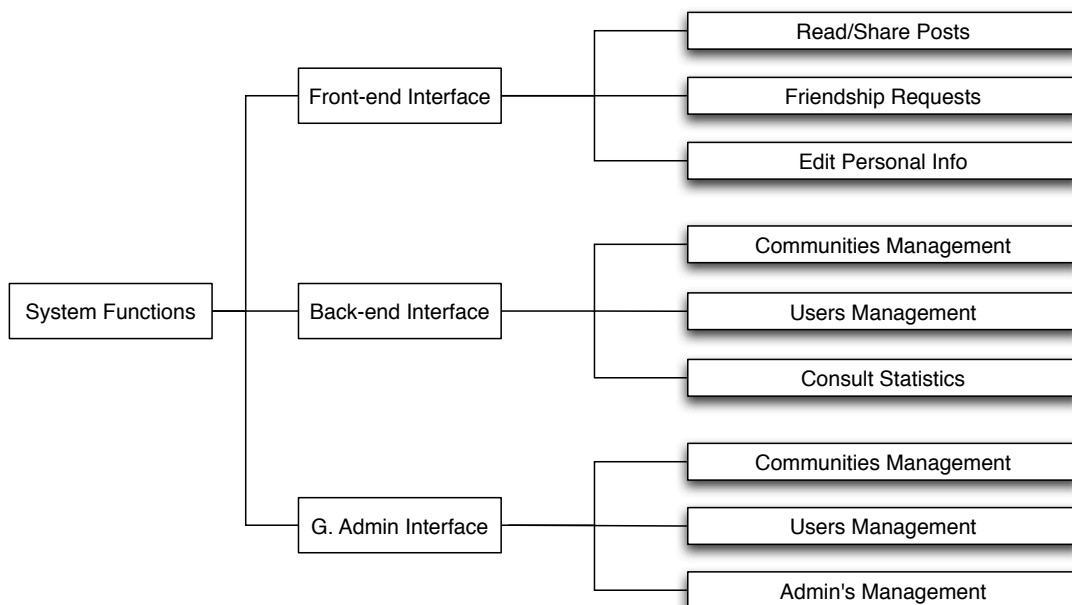 System Functions
Front-end Interface
Read/Share Posts
Friendship Requests
Edit Personal Info
Back-end Interface
Communities Management
Users Management
Consult Statistics
G. Admin Interface
Communities Management
Users Management
Admin's Management